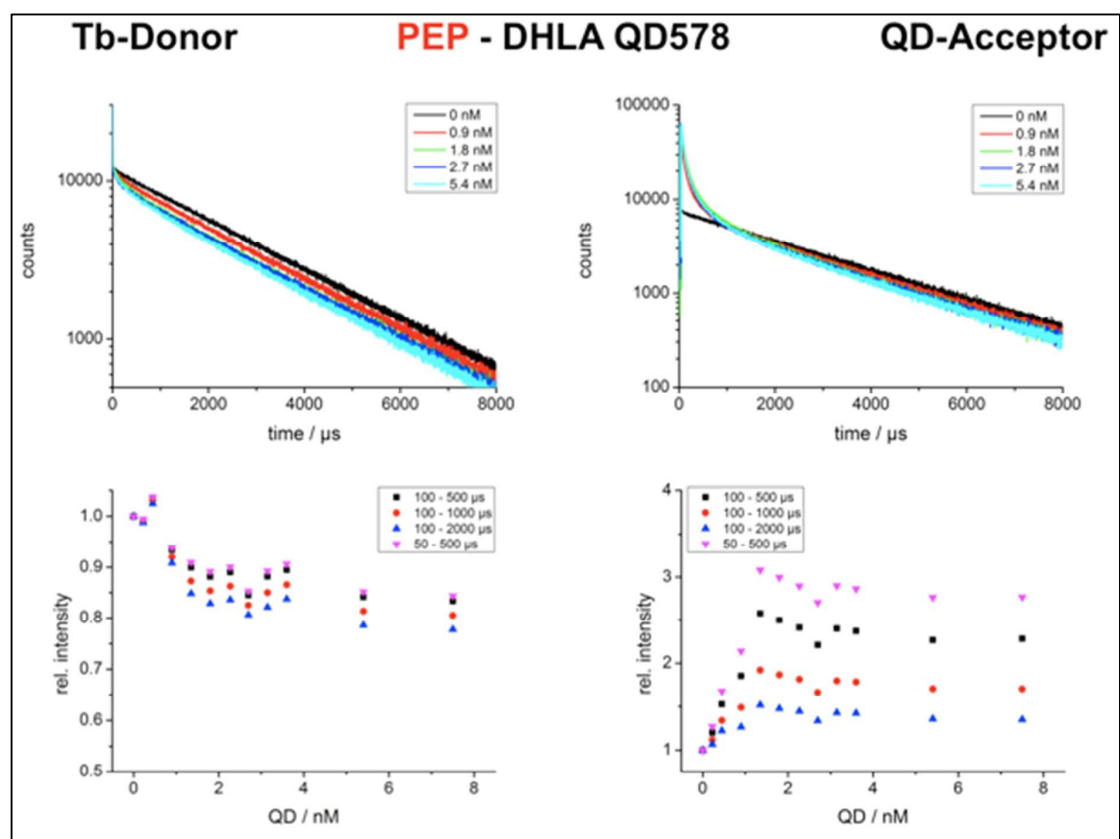 Tb-Donor PEP - DHLA QD578 QD-Acceptor
0 nM
0.9 nM
1.8 nM
2.7 nM
5.4 nM
10000
1000
counts
0 2000 4000 6000 8000
time / µs
100000
10000
1000
100
counts
0 nM
0.9 nM
1.8 nM
2.7 nM
5.4 nM
0 2000 4000 6000 8000
time / µs
100 - 500 µs
100 - 1000 µs
100 - 2000 µs
50 - 500 µs
1.0
0.9
0.8
0.7
0.6
0.5
rel. intensity
0 2 4 6 8
QD / nM
4
3
2
1
rel. intensity
100 - 500 µs
100 - 1000 µs
100 - 2000 µs
50 - 500 µs
0 2 4 6 8
QD / nM